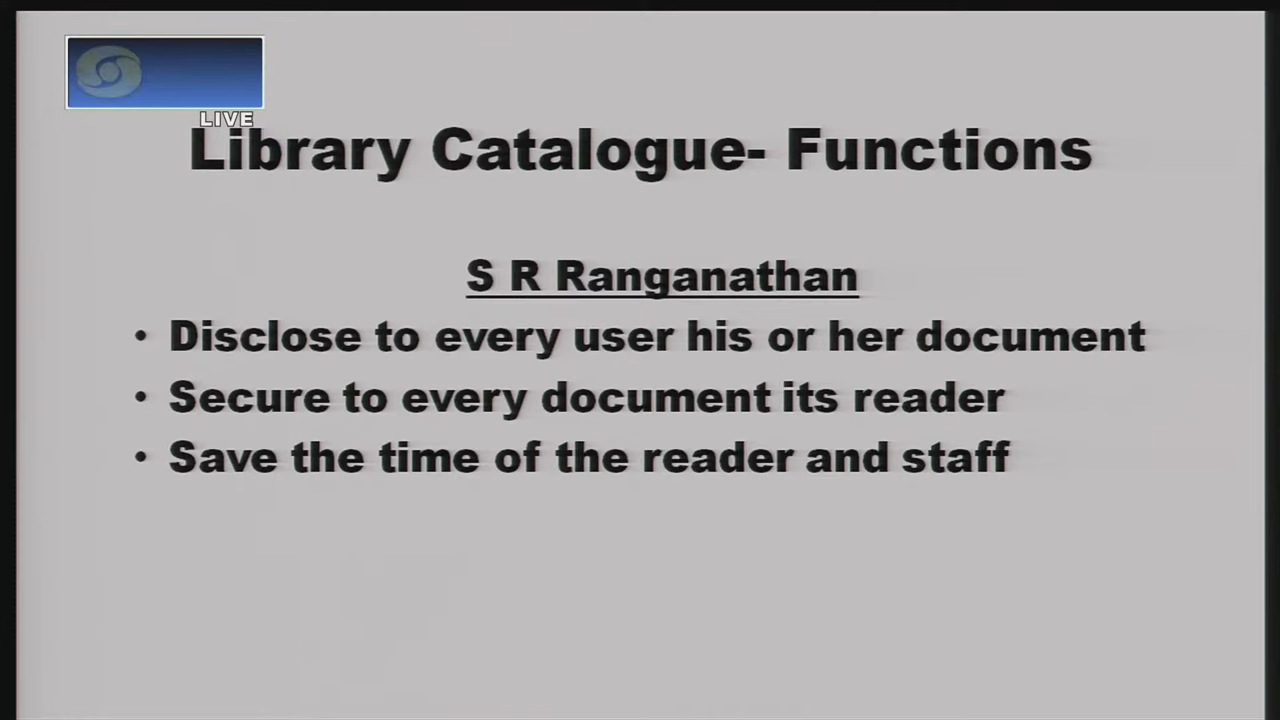 LIVE
Library Catalogue- Functions
S R Ranganathan
• Disclose to every user his or her document
• Secure to every document its reader
• Save the time of the reader and staff